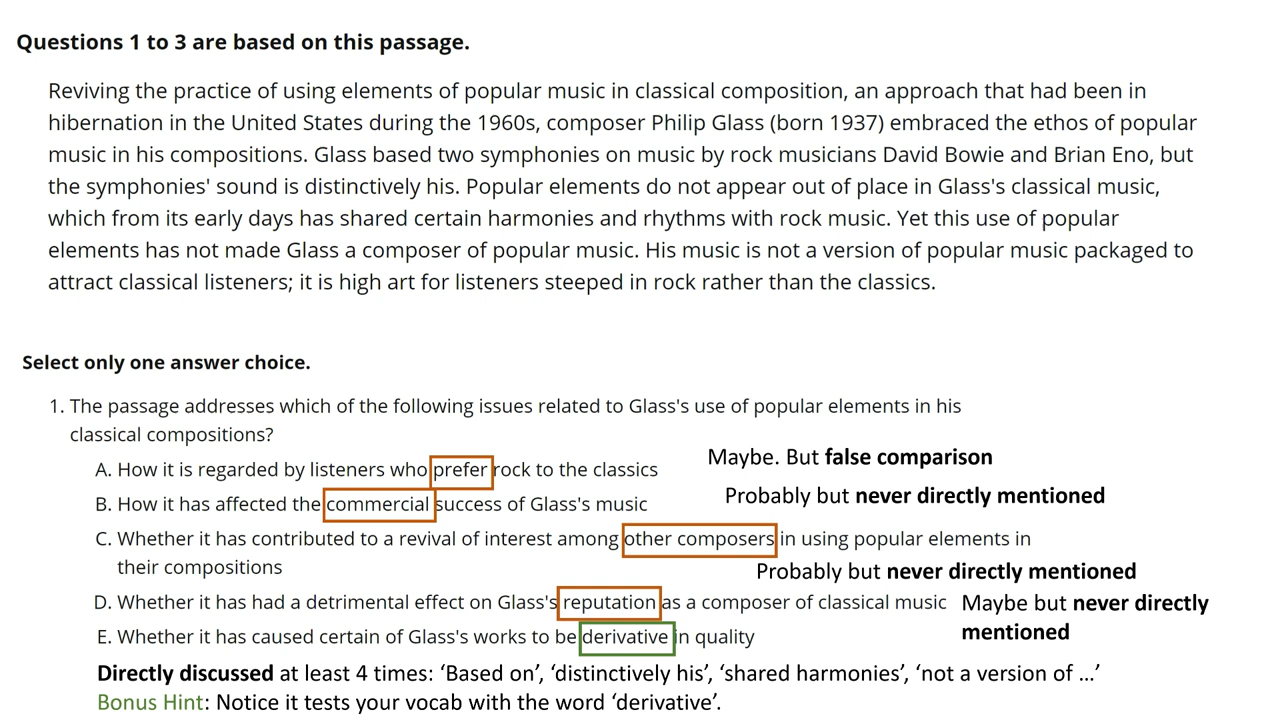 Questions 1 to 3 are based on this passage.
Reviving the practice of using elements of popular music in classical composition, an approach that had been in
hibernation in the United States during the 1960s, composer Philip Glass (born 1937) embraced the ethos of popular
music in his compositions. Glass based two symphonies on music by rock musicians David Bowie and Brian Eno, but
the symphonies' sound is distinctively his. Popular elements do not appear out of place in Glass's classical music,
which from its early days has shared certain harmonies and rhythms with rock music. Yet this use of popular
elements has not made Glass a composer of popular music. His music is not a version of popular music packaged to
attract classical listeners; it is high art for listeners steeped in rock rather than the classics.
Select only one answer choice.
1. The passage addresses which of the following issues related to Glass's use of popular elements in his
classical compositions?
A. How it is regarded by listeners who prefer rock to the classics Maybe. But false comparison
B. How it has affected the commercial success of Glass's music Probably but never directly mentioned
C. Whether it has contributed to a revival of interest among other composers in using popular elements in
their compositions Probably but never directly mentioned
D. Whether it has had a detrimental effect on Glass's reputation as a composer of classical music Maybe but never directly
mentioned
E. Whether it has caused certain of Glass's works to be derivative in quality
Directly discussed at least 4 times: ‘Based on’, ‘distinctively his’, ‘shared harmonies’, ‘not a version of …’
Bonus Hint: Notice it tests your vocab with the word ‘derivative’.